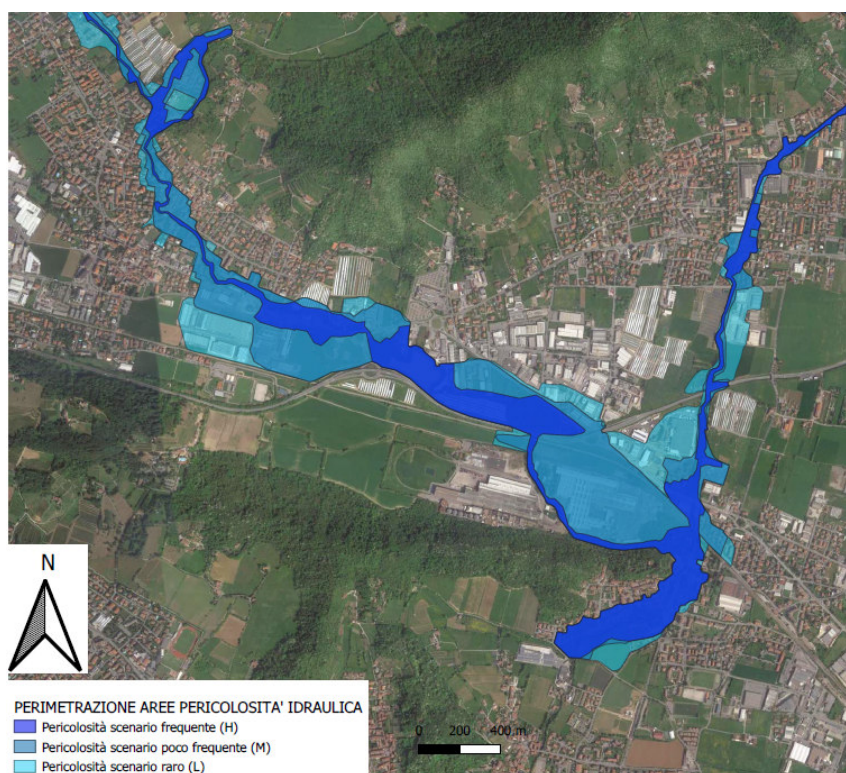 N
PERIMETRAZIONE AREE PERICOLOSITA' IDRAULICA
Pericolosità scenario frequente (H)
Pericolosità scenario poco frequente (M)
Pericolosità scenario raro (L)
0 200 400 m